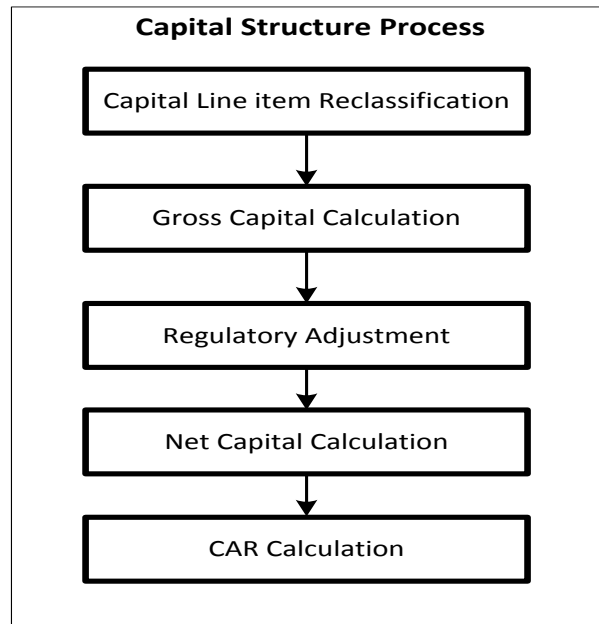 Capital Structure Process
Capital Line item Reclassification
Gross Capital Calculation
Regulatory Adjustment
Net Capital Calculation
CAR Calculation